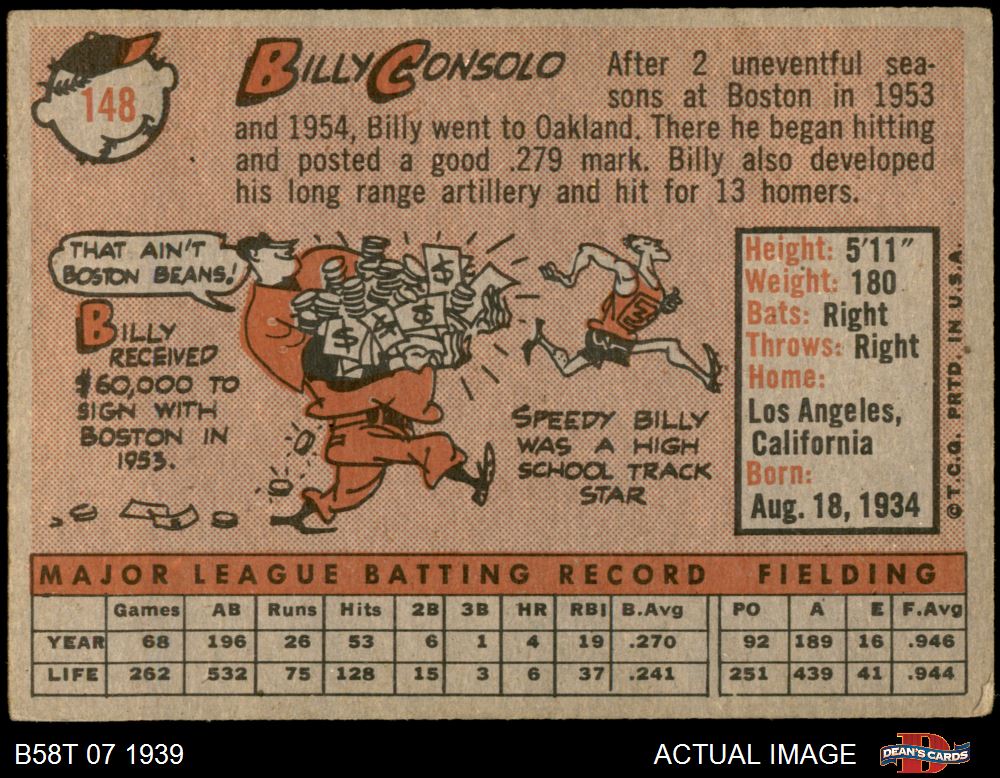 148
BILLY CONSOLO
After 2 uneventful sea-
sons at Boston in 1953
and 1954, Billy went to Oakland. There he began hitting
and posted a good .279 mark. Billy also developed
his long range artillery and hit for 13 homers.
THAT AIN'T
BOSTON BEANS!
BILLY
RECEIVED
$60,000 TO
SIGN WITH
BOSTON IN
1953.
$ $ $ $
SPEEDY BILLY
WAS A HIGH
SCHOOL TRACK
STAR
Height: 5'11"
Weight: 180
Bats: Right
Throws: Right
Home:
Los Angeles,
California
Born:
Aug. 18, 1934
© T.C.G. PRTD. IN U.S.A.
MAJOR LEAGUE BATTING RECORD FIELDING
Games AB Runs Hits 2B 3B HR RBI B.Avg PO A E F.Avg
YEAR 68 196 26 53 6 1 4 19 .270 92 189 16 .946
LIFE 262 532 75 128 15 3 6 37 .241 251 439 41 .944
B58T 07 1939 ACTUAL IMAGE DEAN'S CARDS